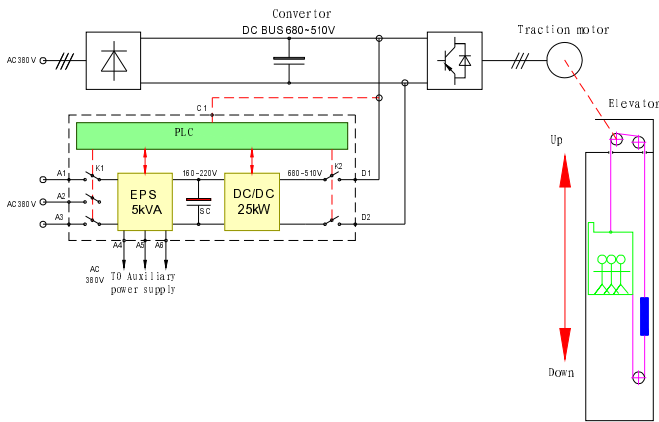 Convertor
DC BUS 680~510V
Traction motor
AC380V
Elevator
C1
PLC
Up
K1
K2
A1
160~220V
680~510V
D1
A2
EPS
5kVA
DC/DC
25kW
AC380V
SC
A3
D2
A4
A5
A6
AC
380V
TO Auxiliary
power supply
Down